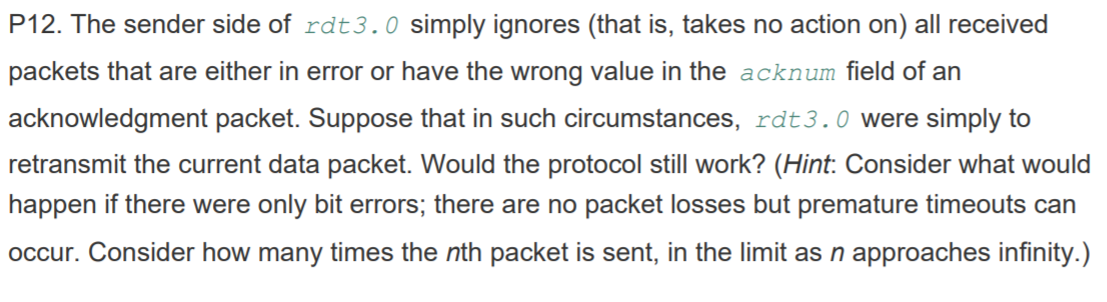 P12. The sender side of rdt3.0 simply ignores (that is, takes no action on) all received
packets that are either in error or have the wrong value in the acknum field of an
acknowledgment packet. Suppose that in such circumstances, rdt3.0 were simply to
retransmit the current data packet. Would the protocol still work? (Hint: Consider what would
happen if there were only bit errors; there are no packet losses but premature timeouts can
occur. Consider how many times the nth packet is sent, in the limit as n approaches infinity.)